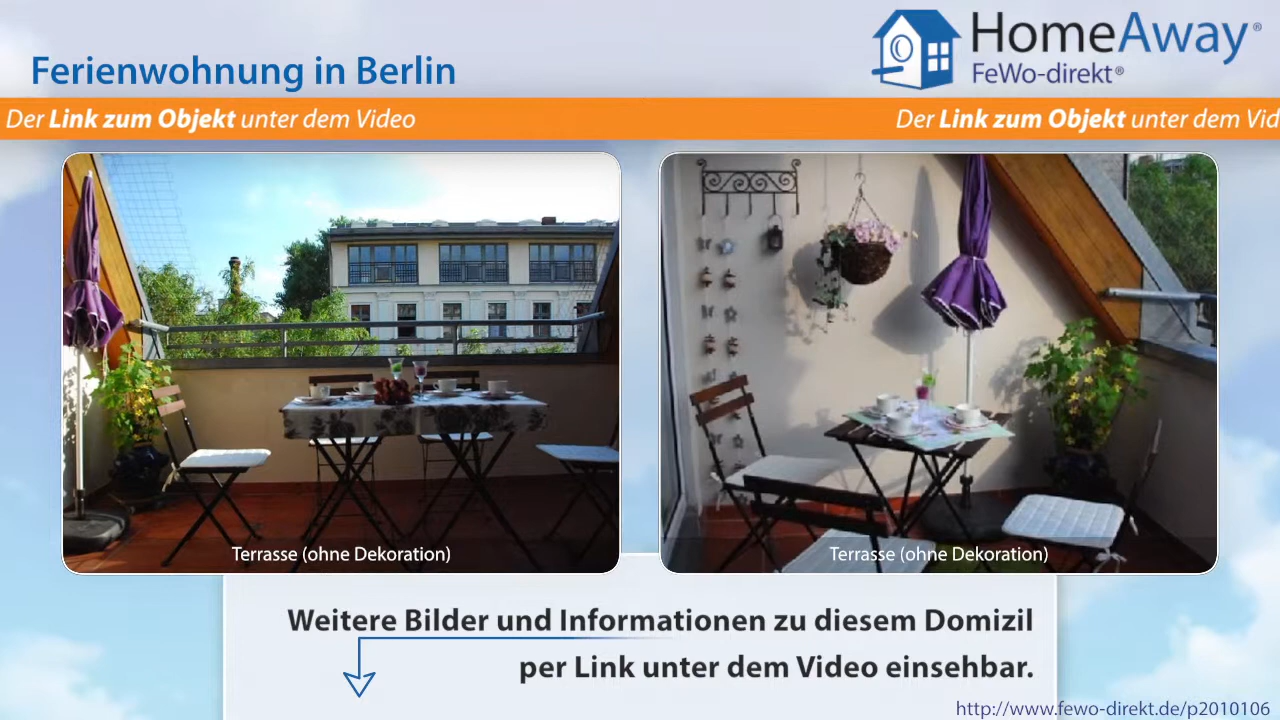 HomeAway®
FeWo-direkt®
Ferienwohnung in Berlin
Der Link zum Objekt unter dem Video
Der Link zum Objekt unter dem Vid
Terrasse (ohne Dekoration)
Terrasse (ohne Dekoration)
Weitere Bilder und Informationen zu diesem Domizil
per Link unter dem Video einsehbar.
http://www.fewo-direkt.de/p2010106